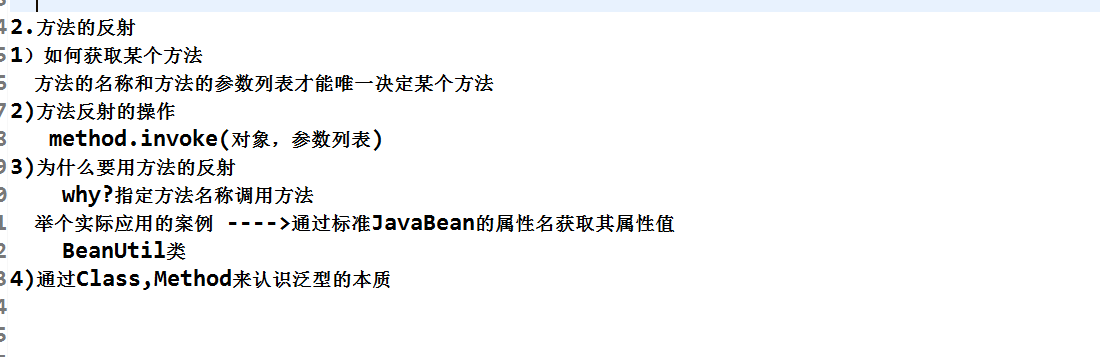 2.方法的反射
1）如何获取某个方法
方法的名称和方法的参数列表才能唯一决定某个方法
2)方法反射的操作
method.invoke(对象，参数列表)
3)为什么要用方法的反射
why?指定方法名称调用方法
举个实际应用的案例 ---->通过标准JavaBean的属性名获取其属性值
BeanUtil类
4)通过Class,Method来认识泛型的本质